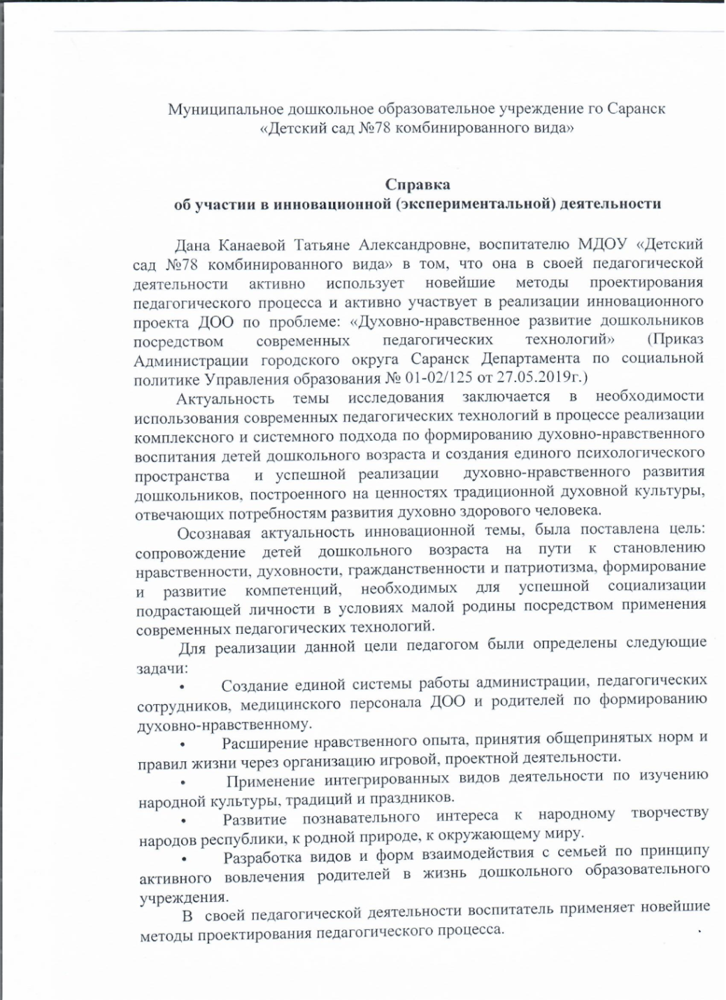 Муниципальное дошкольное образовательное учреждение го Саранск
«Детский сад №78 комбинированного вида»
Справка
об участии в инновационной (экспериментальной) деятельности
Дана Канаевой Татьяне Александровне, воспитателю МДОУ «Детский
сад №78 комбинированного вида» в том, что она в своей педагогической
деятельности активно использует новейшие методы проектирования
педагогического процесса и активно участвует в реализации инновационного
проекта ДОО по проблеме: «Духовно-нравственное развитие дошкольников
посредством современных педагогических технологий» (Приказ
Администрации городского округа Саранск Департамента по социальной
политике Управления образования № 01-02/125 от 27.05.2019г.)
Актуальность темы исследования заключается в необходимости
использования современных педагогических технологий в процессе реализации
комплексного и системного подхода по формированию духовно-нравственного
воспитания детей дошкольного возраста и создания единого психологического
пространства и успешной реализации духовно-нравственного развития
дошкольников, построенного на ценностях традиционной духовной культуры,
отвечающих потребностям развития духовно здорового человека.
Осознавая актуальность инновационной темы, была поставлена цель:
сопровождение детей дошкольного возраста на пути к становлению
нравственности, духовности, гражданственности и патриотизма, формирование
и развитие компетенций, необходимых для успешной социализации
подрастающей личности в условиях малой родины посредством применения
современных педагогических технологий.
Для реализации данной цели педагогом были определены следующие
задачи:
• Создание единой системы работы администрации, педагогических
сотрудников, медицинского персонала ДОО и родителей по формированию
духовно-нравственному.
• Расширение нравственного опыта, принятия общепринятых норм и
правил жизни через организацию игровой, проектной деятельности.
• Применение интегрированных видов деятельности по изучению
народной культуры, традиций и праздников.
• Развитие познавательного интереса к народному творчеству
народов республики, к родной природе, к окружающему миру.
• Разработка видов и форм взаимодействия с семьей по принципу
активного вовлечения родителей в жизнь дошкольного образовательного
учреждения.
В своей педагогической деятельности воспитатель применяет новейшие
методы проектирования педагогического процесса.